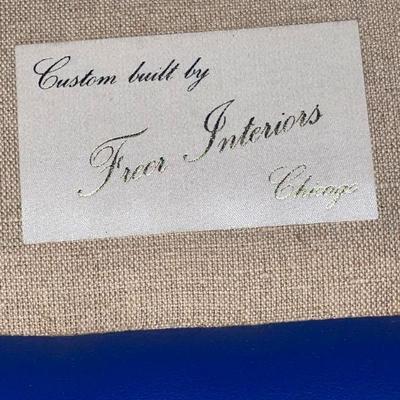 Custom built by
Freer Interiors
Chicago